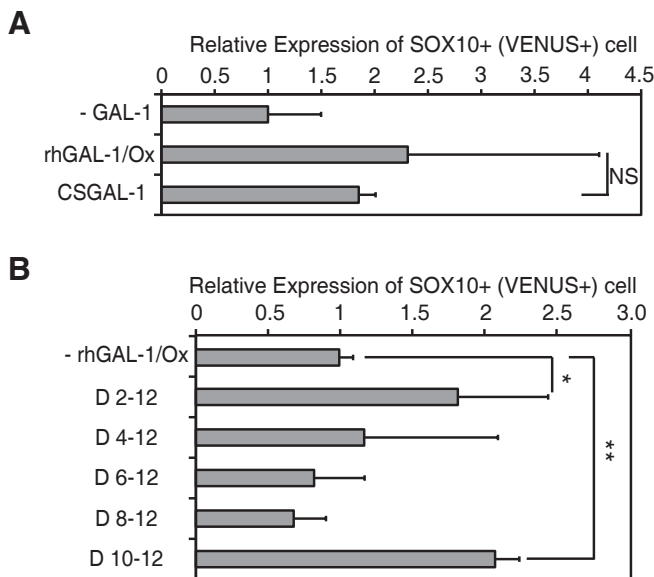 A
Relative Expression of SOX10+ (VENUS+) cell
0 0.5 1 1.5 2 2.5 3 3.5 4 4.5
- GAL-1
rhGAL-1/Ox
CSGAL-1
NS
B
Relative Expression of SOX10+ (VENUS+) cell
0 0.5 1 1.5 2 2.5 3.0
- rhGAL-1/Ox
D 2-12
*
D 4-12
**
D 6-12
D 8-12
D 10-12